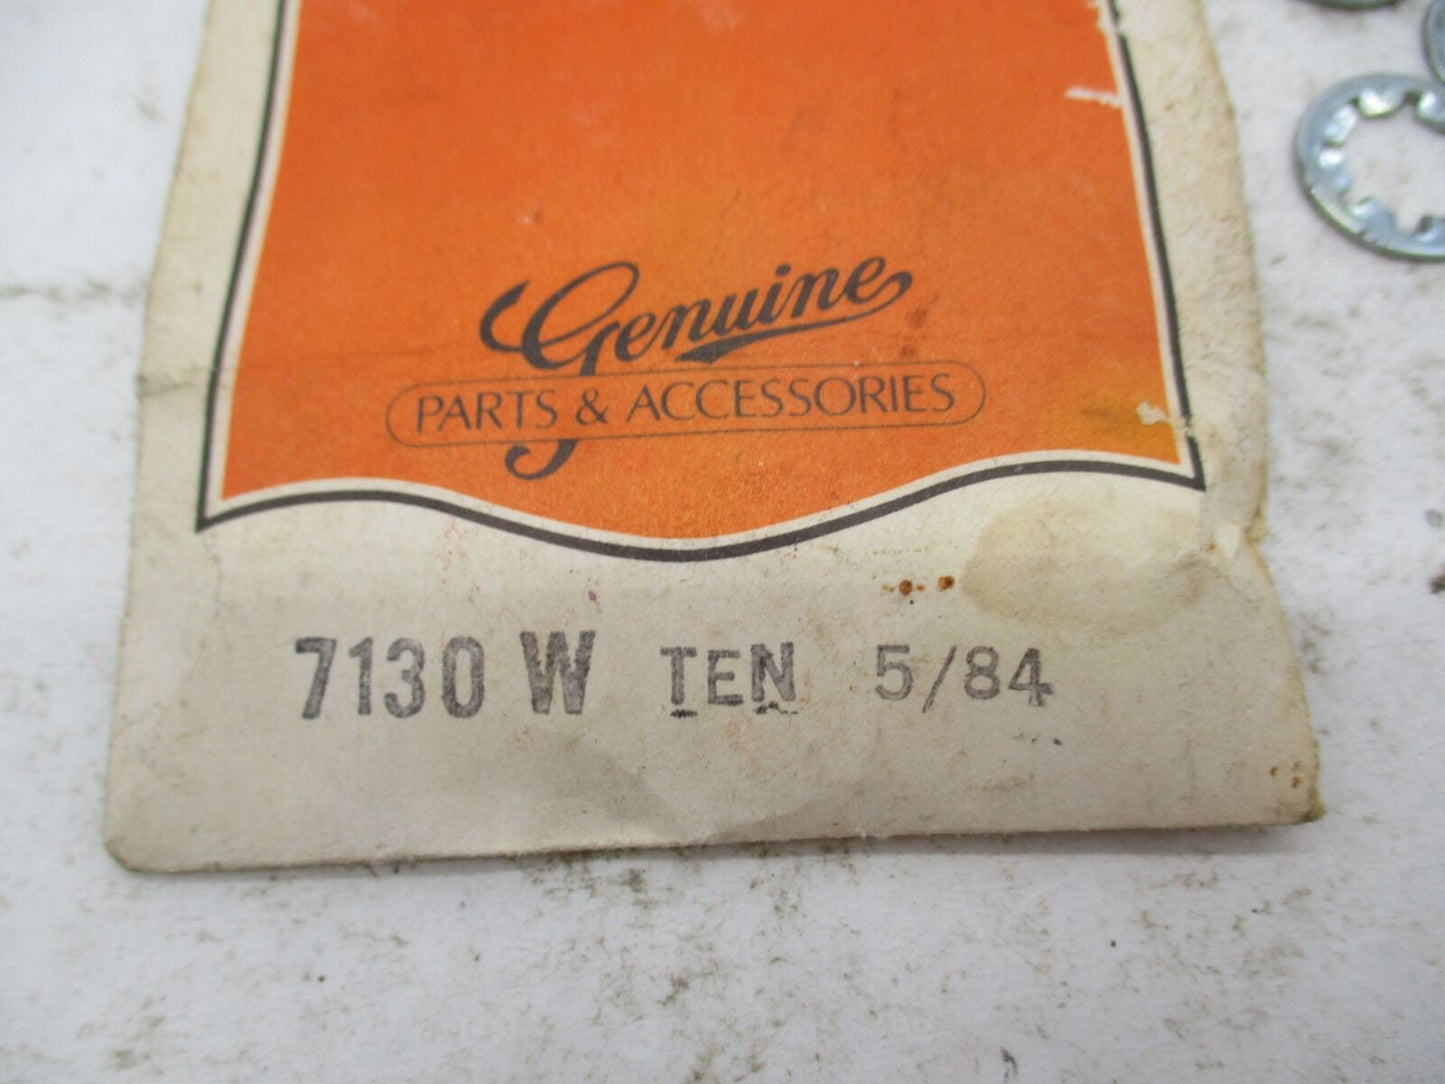 Genuine
PARTS & ACCESSORIES
7130 W TEN 5/84